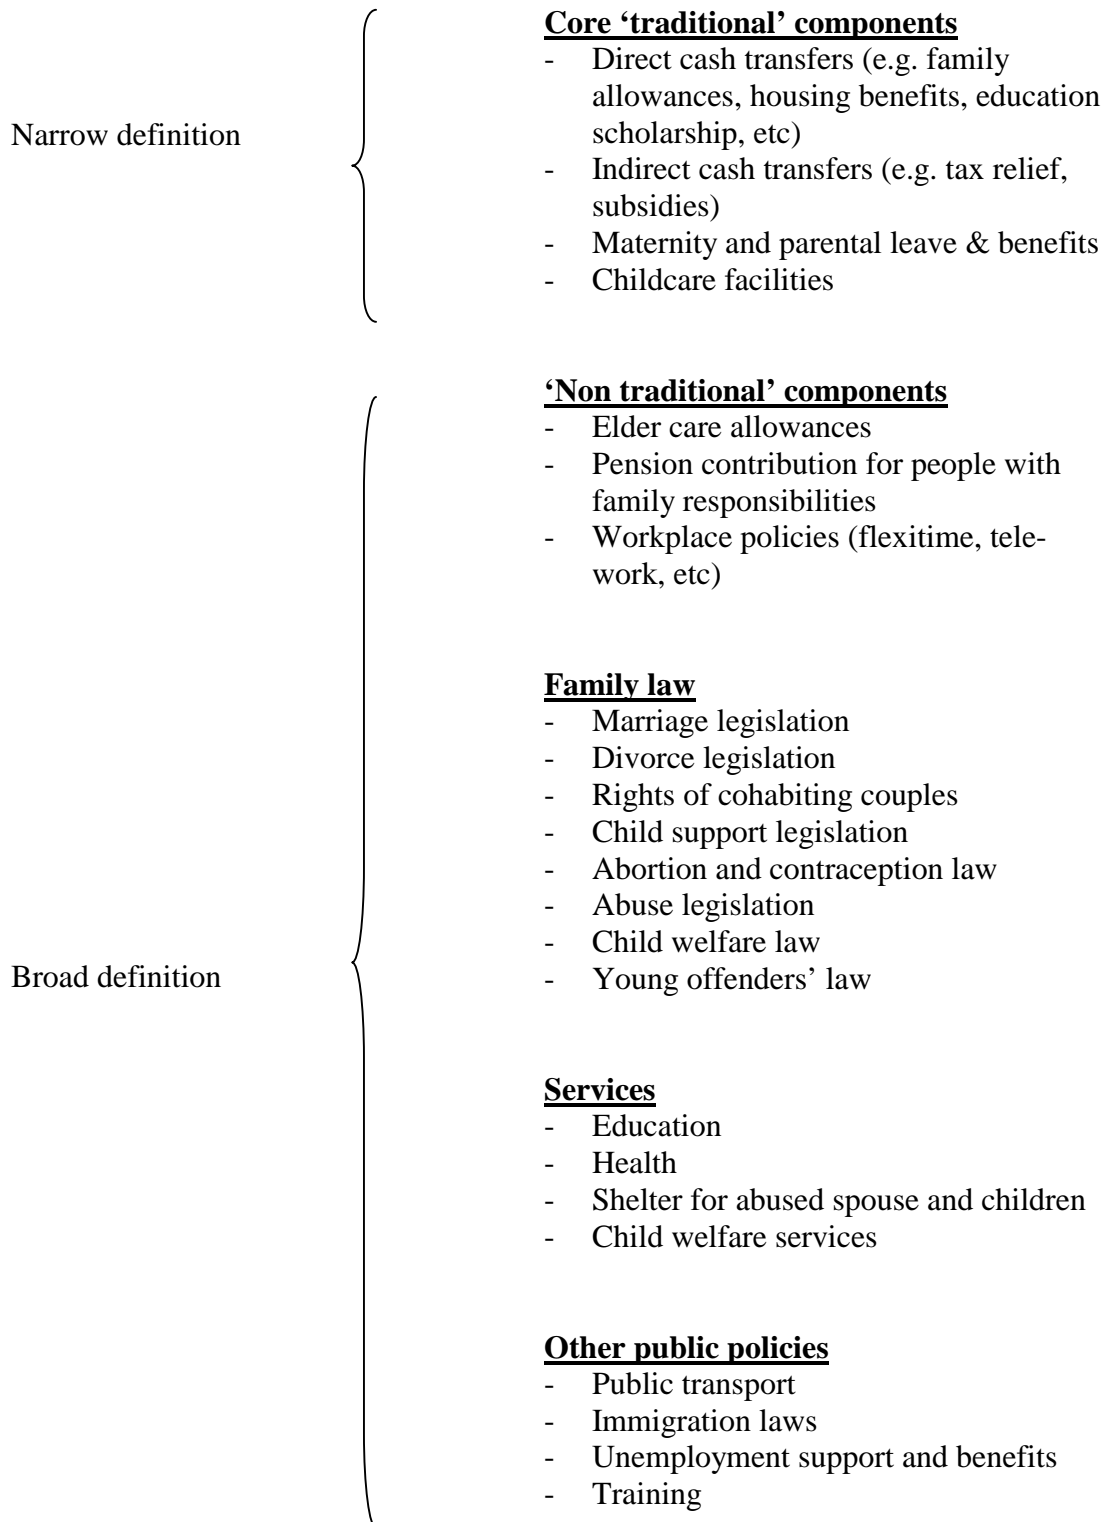 Core ‘traditional’ components
- Direct cash transfers (e.g. family
allowances, housing benefits, education
scholarship, etc)
Narrow definition
- Indirect cash transfers (e.g. tax relief,
subsidies)
- Maternity and parental leave & benefits
- Childcare facilities
‘Non traditional’ components
- Elder care allowances
- Pension contribution for people with
family responsibilities
- Workplace policies (flexitime, tele-
work, etc)
Family law
- Marriage legislation
- Divorce legislation
- Rights of cohabiting couples
- Child support legislation
- Abortion and contraception law
- Abuse legislation
- Child welfare law
- Young offenders’ law
Broad definition
Services
- Education
- Health
- Shelter for abused spouse and children
- Child welfare services
Other public policies
- Public transport
- Immigration laws
- Unemployment support and benefits
- Training